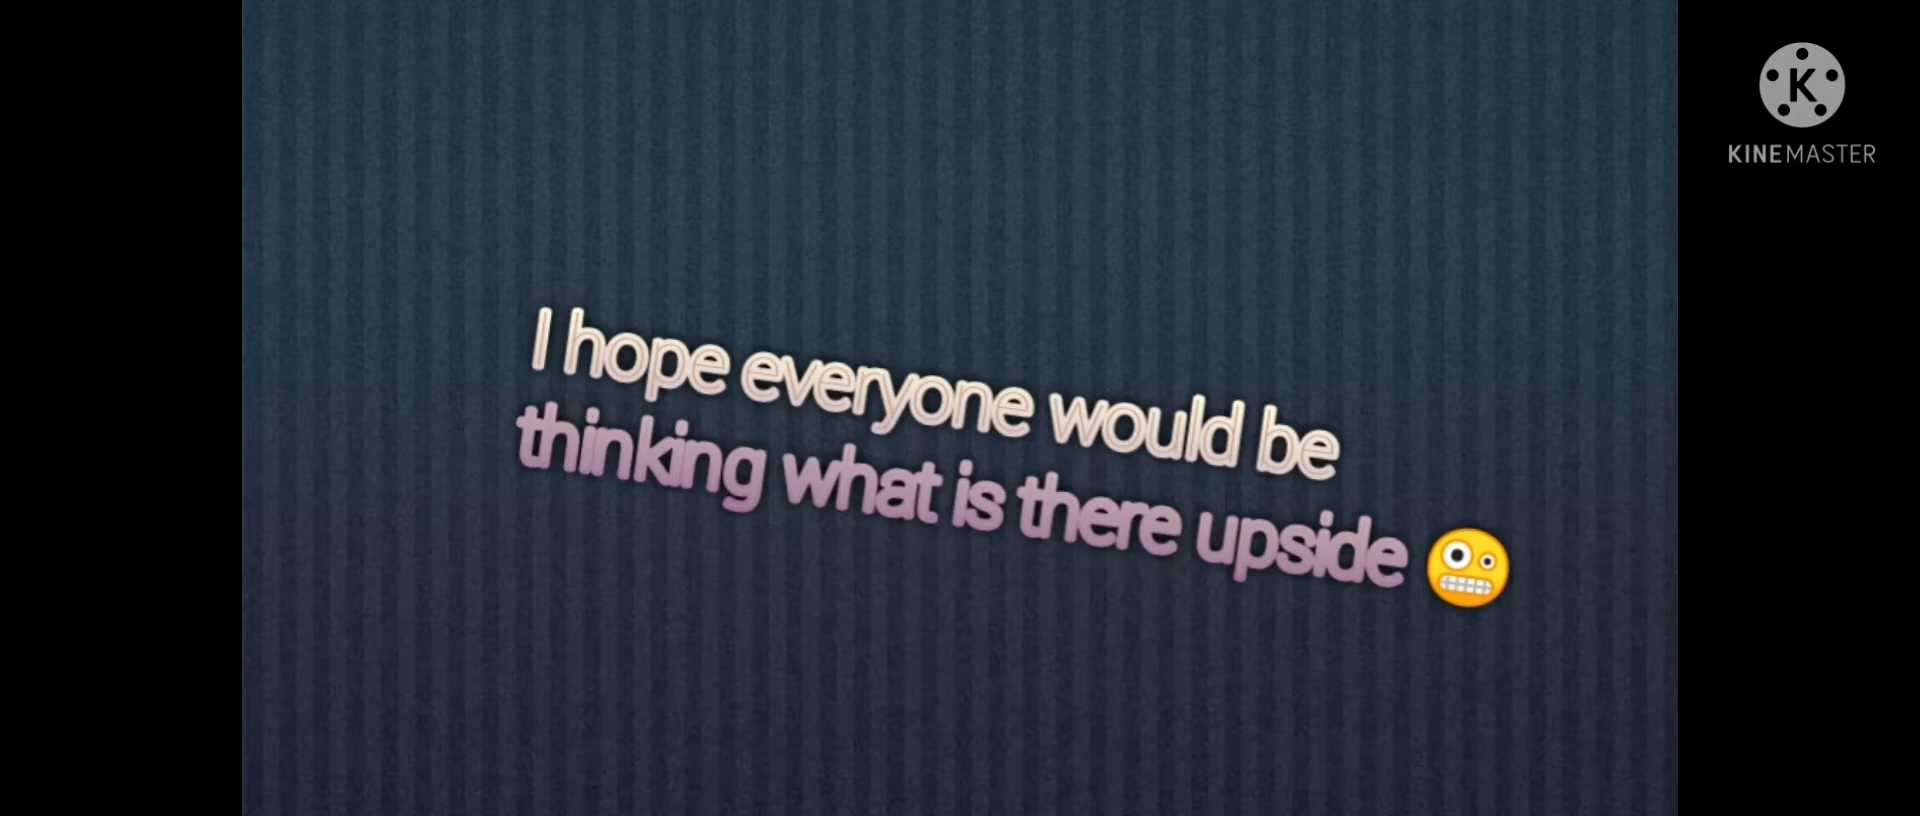 K
KINEMASTER
I hope everyone would be
thinking what is there upside 🤪